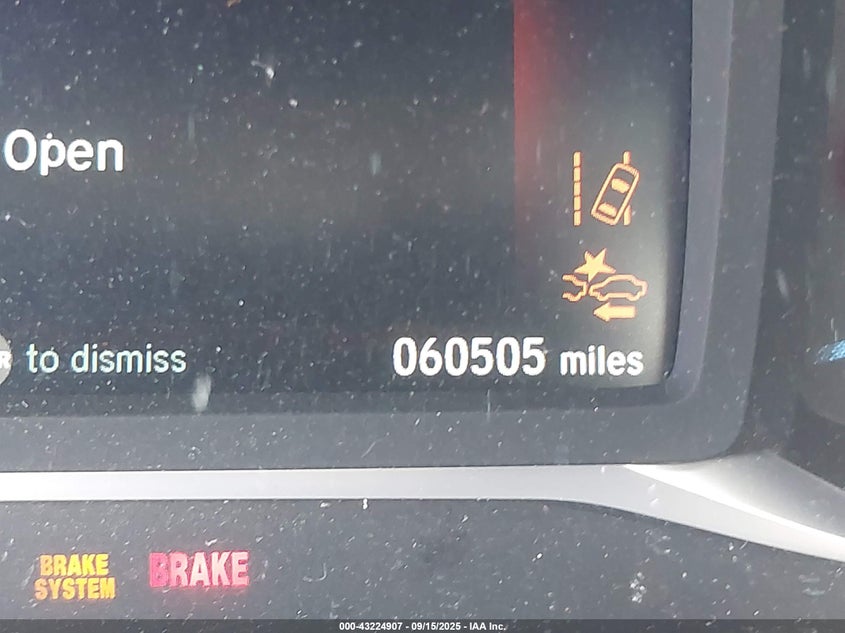 Open
to dismiss
060505 miles
BRAKE
SYSTEM
BRAKE
000-43224907 - 09/15/2025 - IAA Inc.